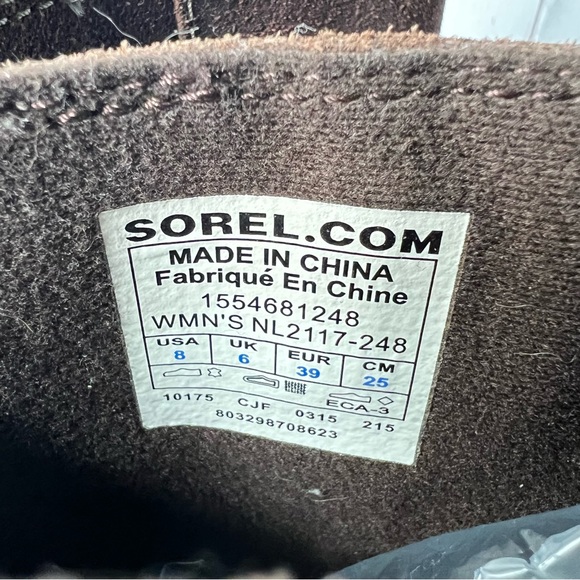 SOREL.COM
MADE IN CHINA
Fabriqué En Chine
1554681248
WMN'S NL2117-248
USA UK EUR CM
8 6 39 25
ECA-3
10175 CJF 0315 215
803298708623